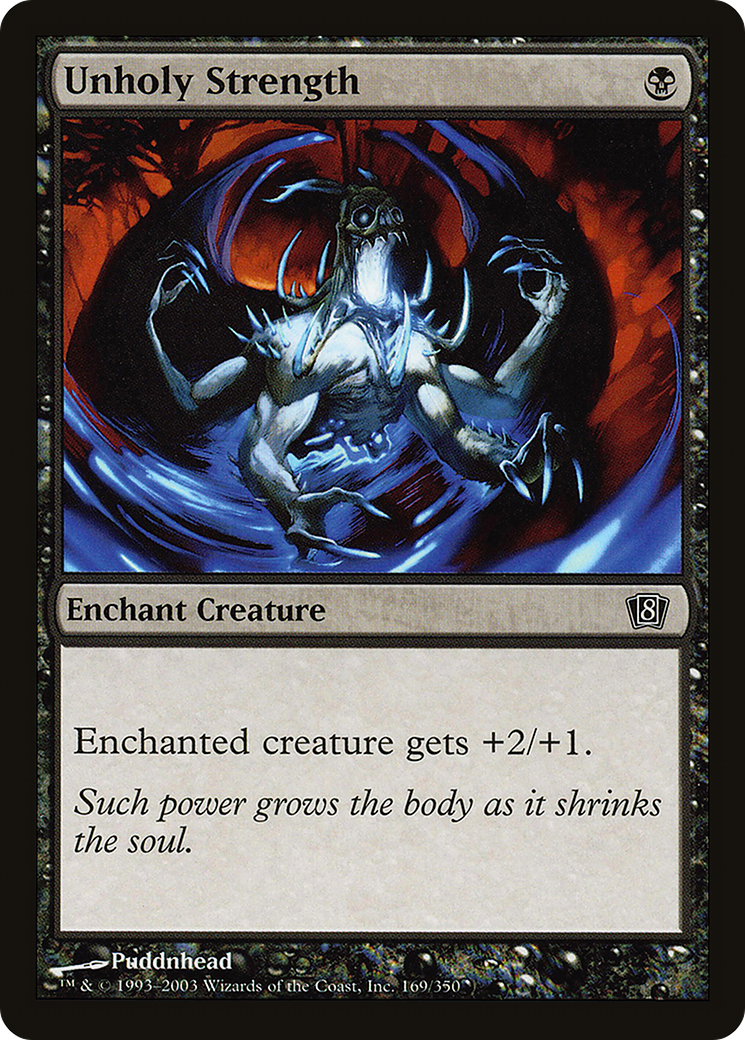 Unholy Strength
Enchant Creature
8
Enchanted creature gets +2/+1.
Such power grows the body as it shrinks
the soul.
Puddnhead
™ & © 1993–2003 Wizards of the Coast, Inc. 169/350